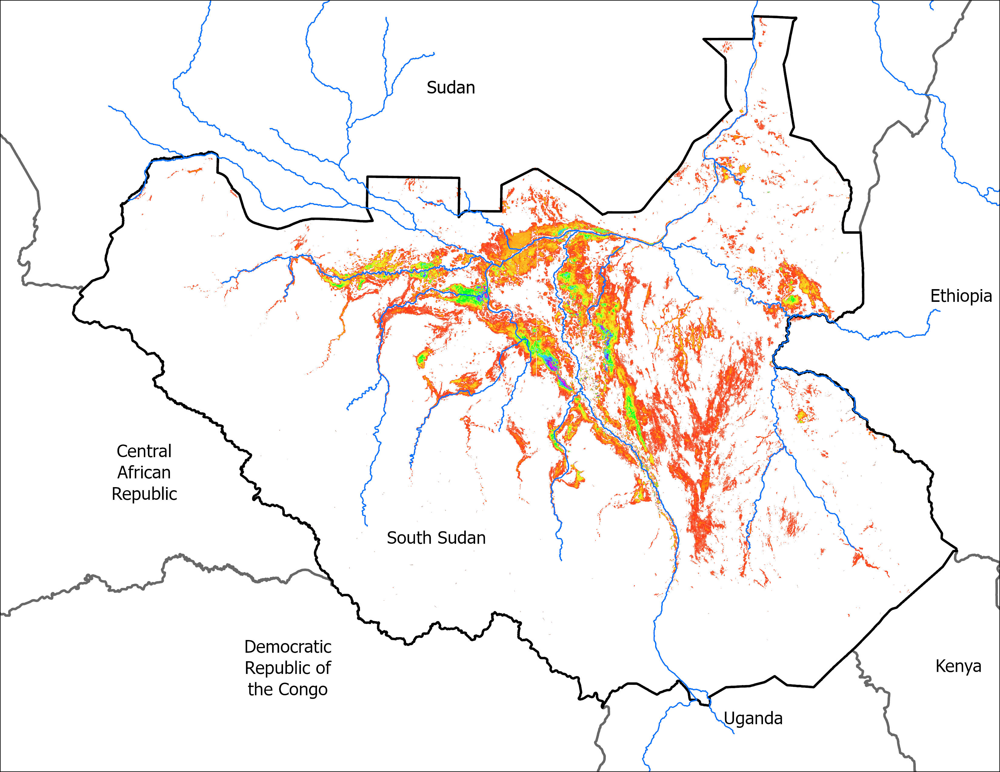 Sudan
Ethiopia
Central
African
Republic
South Sudan
Democratic
Republic of
the Congo
Kenya
Uganda